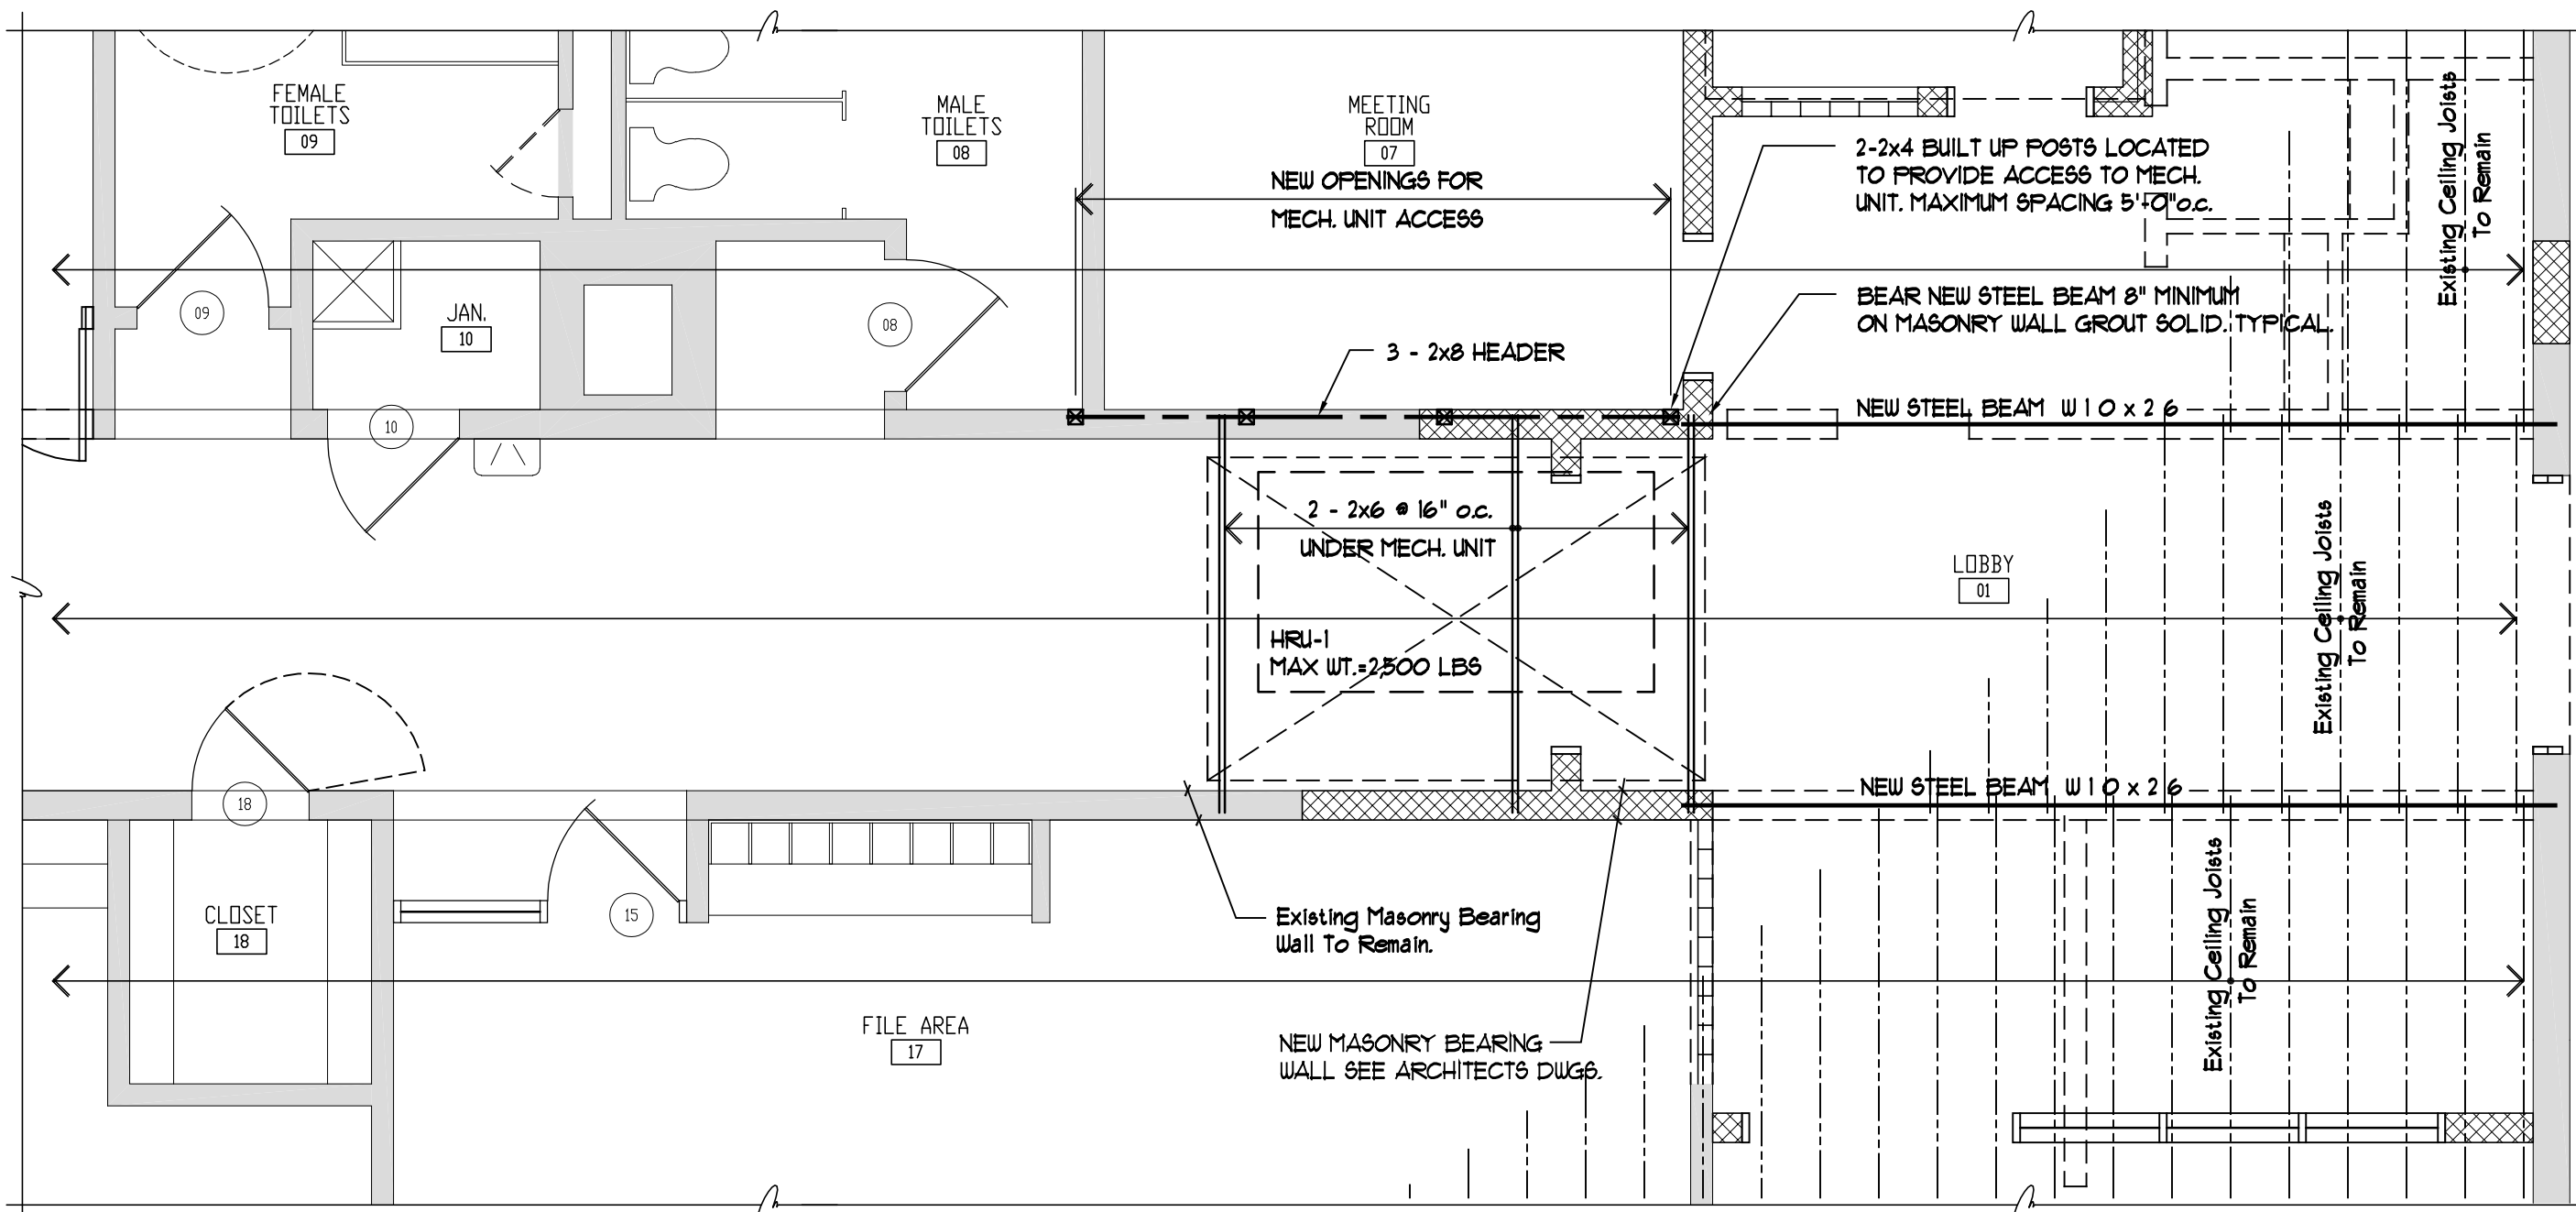 FEMALE
TOILETS
09
MALE
TOILETS
08
MEETING
ROOM
07
NEW OPENINGS FOR
MECH. UNIT ACCESS
2-2x4 BUILT UP POSTS LOCATED
TO PROVIDE ACCESS TO MECH.
UNIT. MAXIMUM SPACING 5'-0"o.c.
Existing Ceiling Joists
To Remain
BEAR NEW STEEL BEAM 8" MINIMUM
ON MASONRY WALL GROUT SOLID. TYPICAL.
09
JAN.
10
08
3 - 2x8 HEADER
10
NEW STEEL BEAM W10x26
2 - 2x6 @ 16" o.c.
UNDER MECH. UNIT
HRU-1
MAX WT.=2,500 LBS
LOBBY
01
Existing Ceiling Joists
To Remain
18
NEW STEEL BEAM W10x26
CLOSET
18
15
Existing Masonry Bearing
Wall To Remain.
Existing Ceiling Joists
To Remain
FILE AREA
17
NEW MASONRY BEARING
WALL SEE ARCHITECTS DWGS.